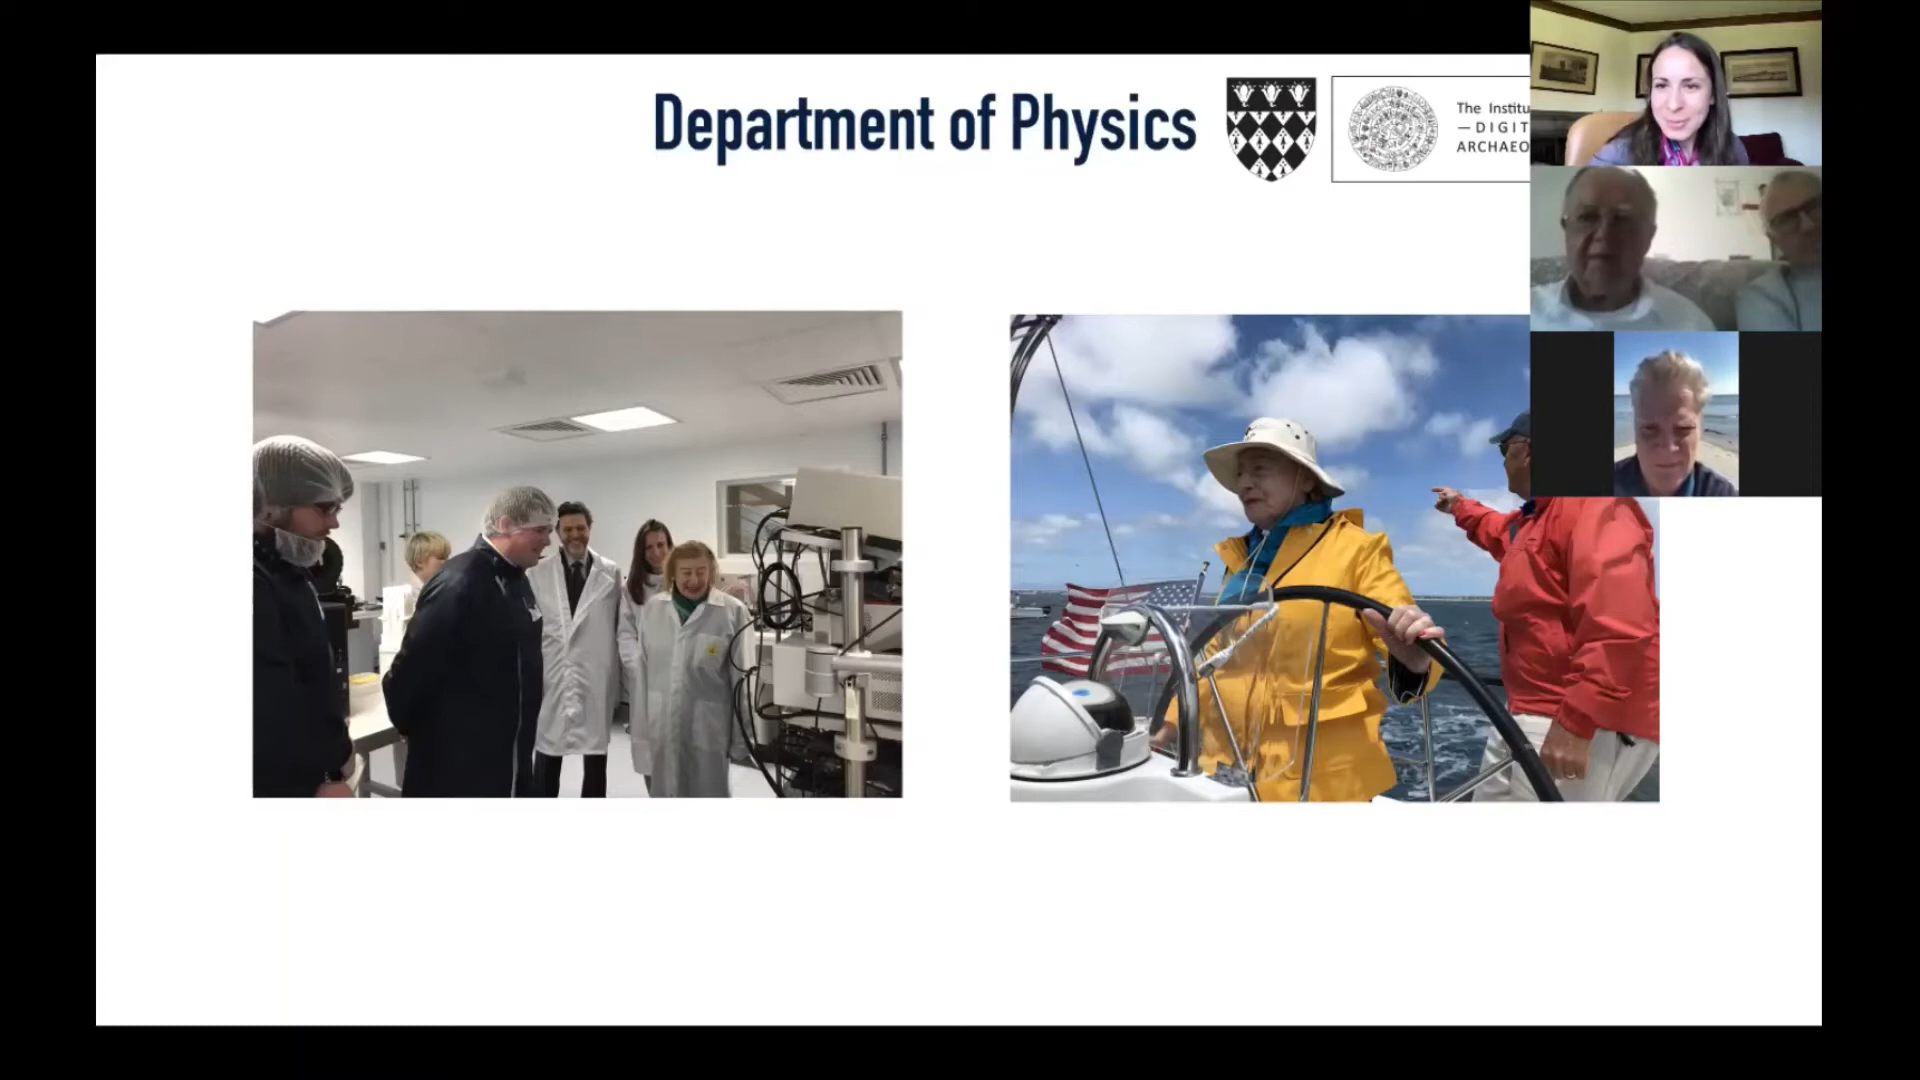 Department of Physics
The Institu
—DIGIT
ARCHAEO